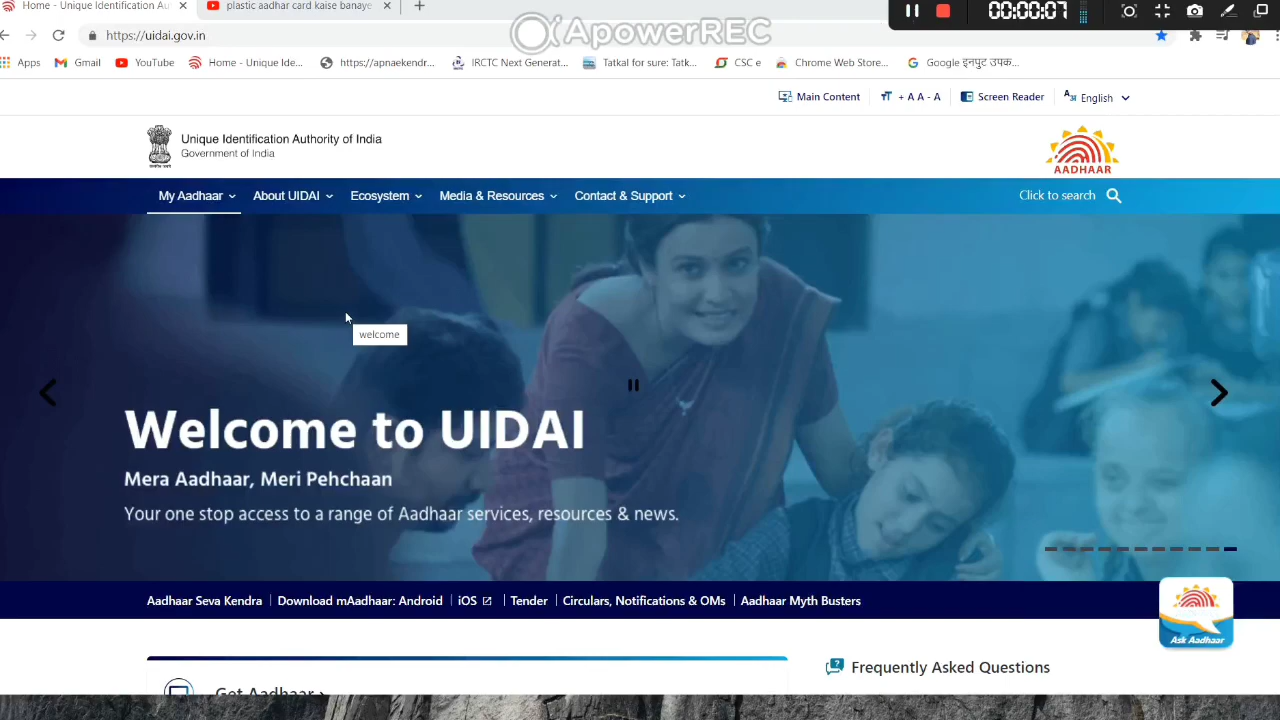 Home - Unique Identification Au
plastic aadhar card kaise banaye
00:00:07
ApowerREC
https://uidai.gov.in
Apps
Gmail
YouTube
Home - Unique Ide...
https://apnaekendr...
IRCTC Next Generat...
Tatkal for sure: Tatk...
CSC e
Chrome Web Store...
Google इनपुट उपक...
Main Content
+ A A - A
Screen Reader
English
Unique Identification Authority of India
Government of India
AADHAAR
My Aadhaar
About UIDAI
Ecosystem
Media & Resources
Contact & Support
Click to search
welcome
Welcome to UIDAI
Mera Aadhaar, Meri Pehchaan
Your one stop access to a range of Aadhaar services, resources & news.
Aadhaar Seva Kendra
Download mAadhaar: Android
iOS
Tender
Circulars, Notifications & OMs
Aadhaar Myth Busters
Ask Aadhaar
Frequently Asked Questions
Get Aadhaar